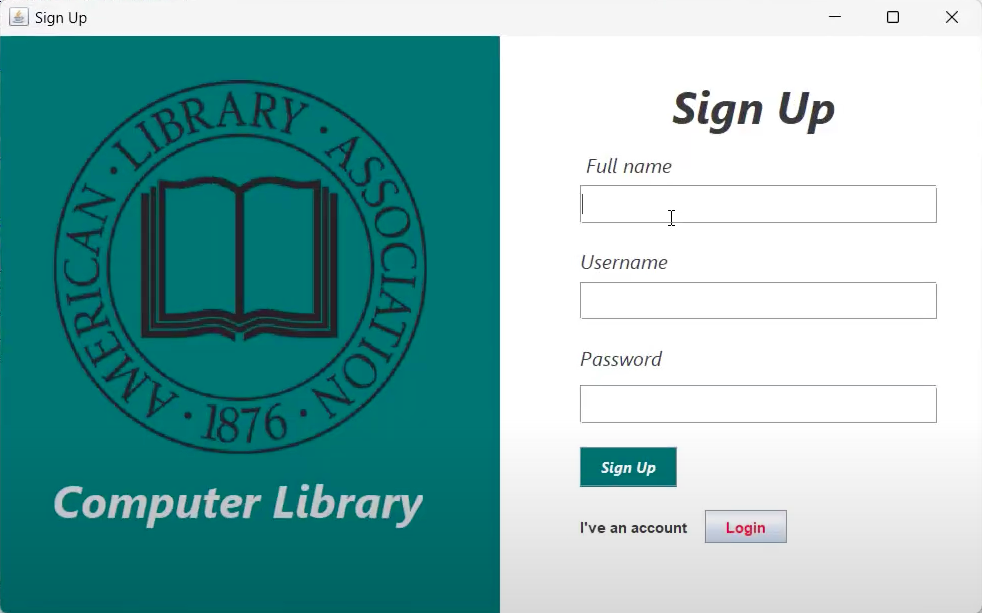 Sign Up
AMERICAN · LIBRARY · ASSOCIATION · 1876 ·
Computer Library
Sign Up
Full name
Username
Password
Sign Up
I've an account
Login